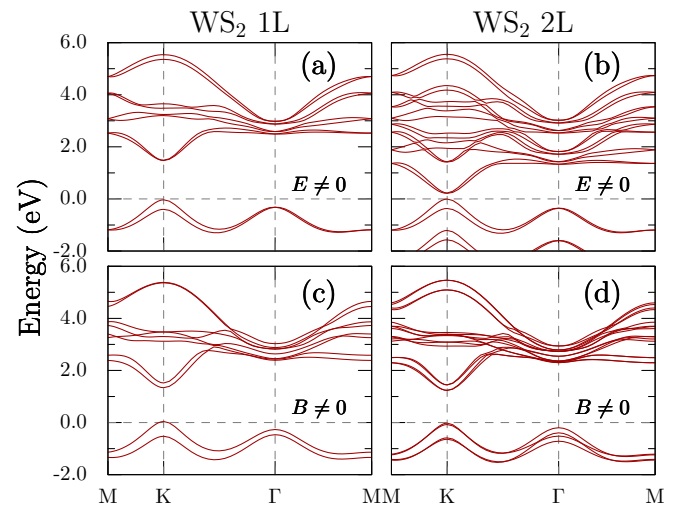 WS₂ 1L WS₂ 2L
6.0
(a) (b)
4.0
2.0
E ≠ 0 E ≠ 0
0.0
-2.0
Energy (eV)
6.0
(c) (d)
4.0
2.0
B ≠ 0 B ≠ 0
0.0
-2.0
M K Γ M M K Γ M